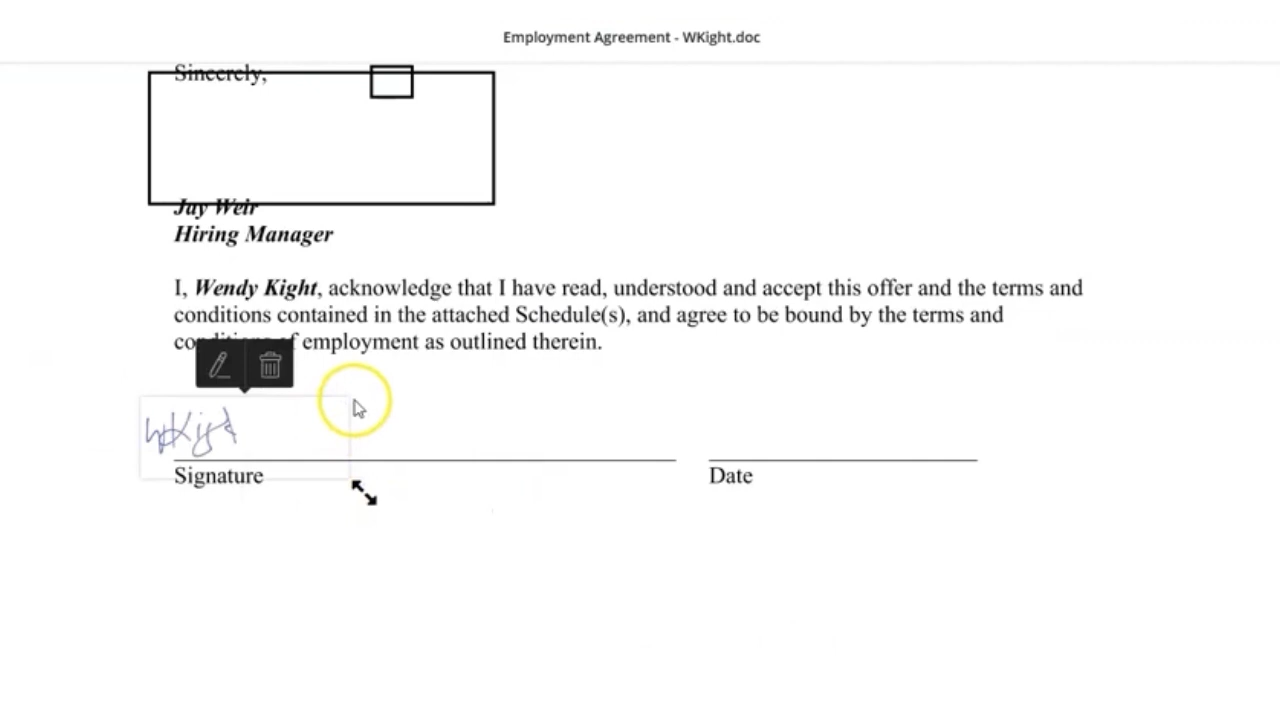 Employment Agreement - WKight.doc
Sincerely,
Jay Weir
Hiring Manager
I, Wendy Kight, acknowledge that I have read, understood and accept this offer and the terms and
conditions contained in the attached Schedule(s), and agree to be bound by the terms and
employment as outlined therein.
WKight
Signature
Date